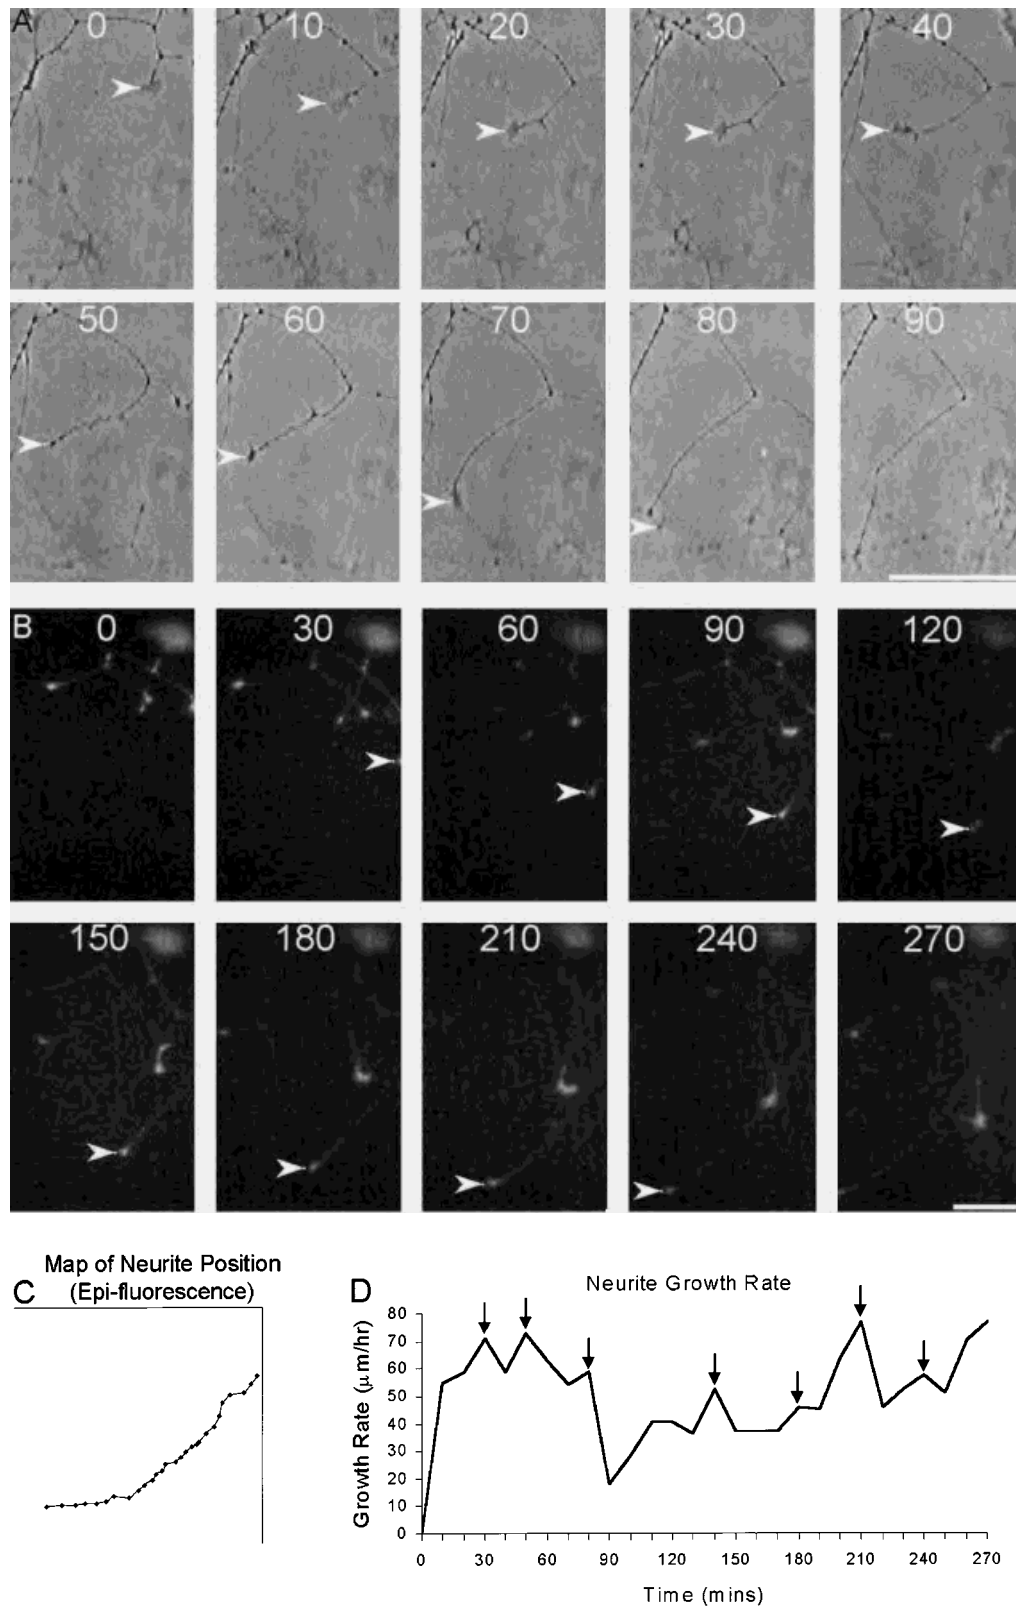 A 0 10 20 30 40
50 60 70 80 90
B 0 30 60 90 120
150 180 210 240 270
Map of Neurite Position
C (Epi-fluorescence)
D Neurite Growth Rate
Growth Rate (µm/hr)
80
70
60
50
40
30
20
10
0
0 30 60 90 120 150 180 210 240 270
Time (mins)